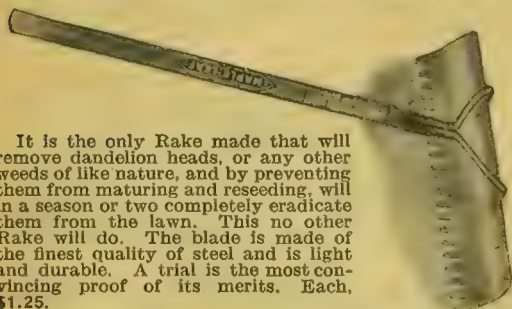 It is the only Rake made that will
remove dandelion heads, or any other
weeds of like nature, and by preventing
them from maturing and reseeding, will
in a season or two completely eradicate
them from the lawn. This no other
Rake will do. The blade is made of
the finest quality of steel and is light
and durable. A trial is the most con-
vincing proof of its merits. Each,
$1.25.